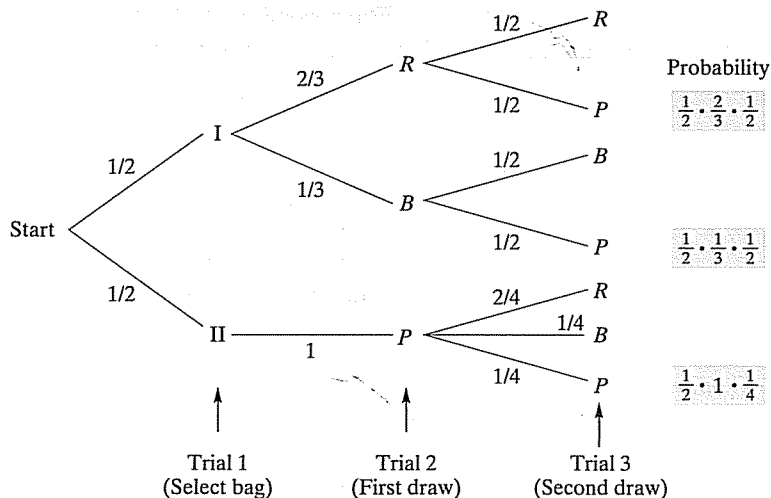 1/2 R
2/3 R Probability
1/2 P 1/2 · 2/3 · 1/2
I
1/2 1/2 B
1/3 B
Start 1/2 P 1/2 · 1/3 · 1/2
1/2 2/4 R
II 1 P 1/4 B
1/4 P 1/2 · 1 · 1/4
Trial 1 Trial 2 Trial 3
(Select bag) (First draw) (Second draw)